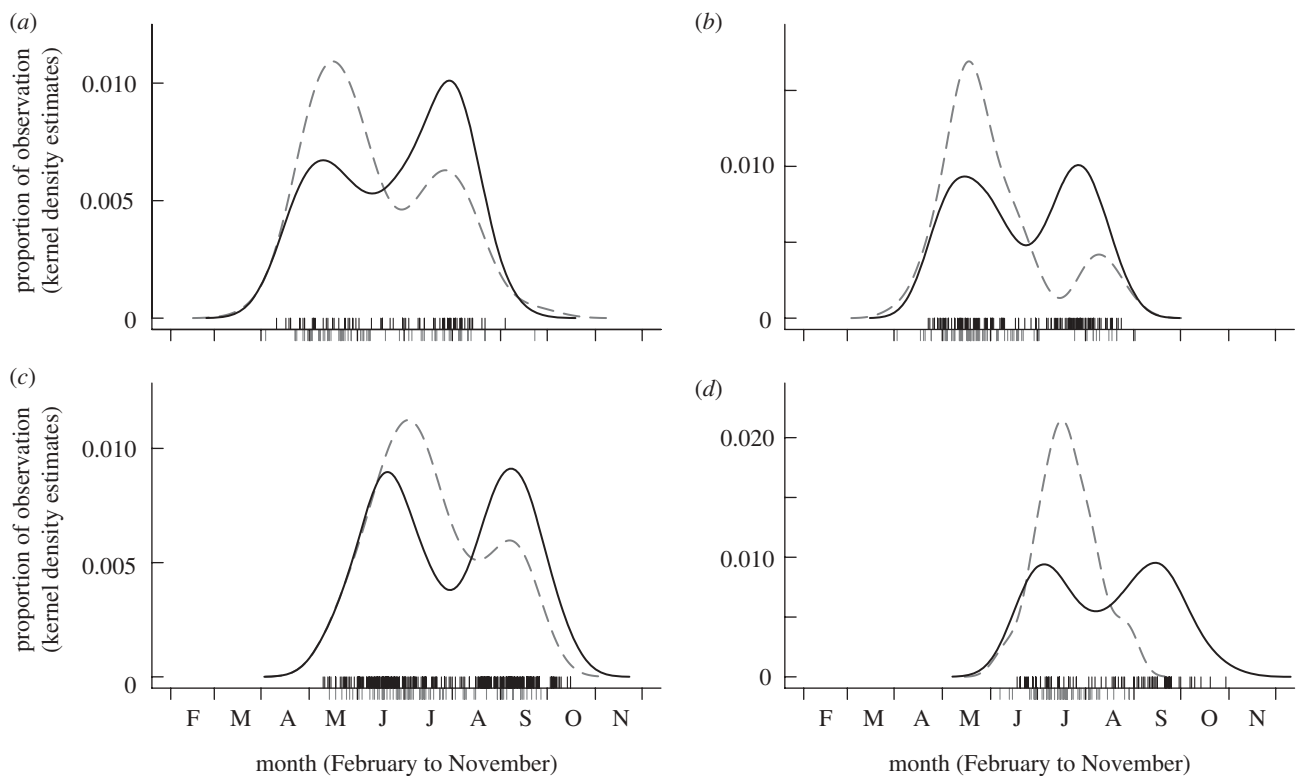 (a)
(b)
proportion of observation
(kernel density estimates)
0.010
0.005
0
0.010
0
(c)
(d)
proportion of observation
(kernel density estimates)
0.010
0.005
0
0.020
0.010
0
F M A M J J A S O N
F M A M J J A S O N
month (February to November)
month (February to November)